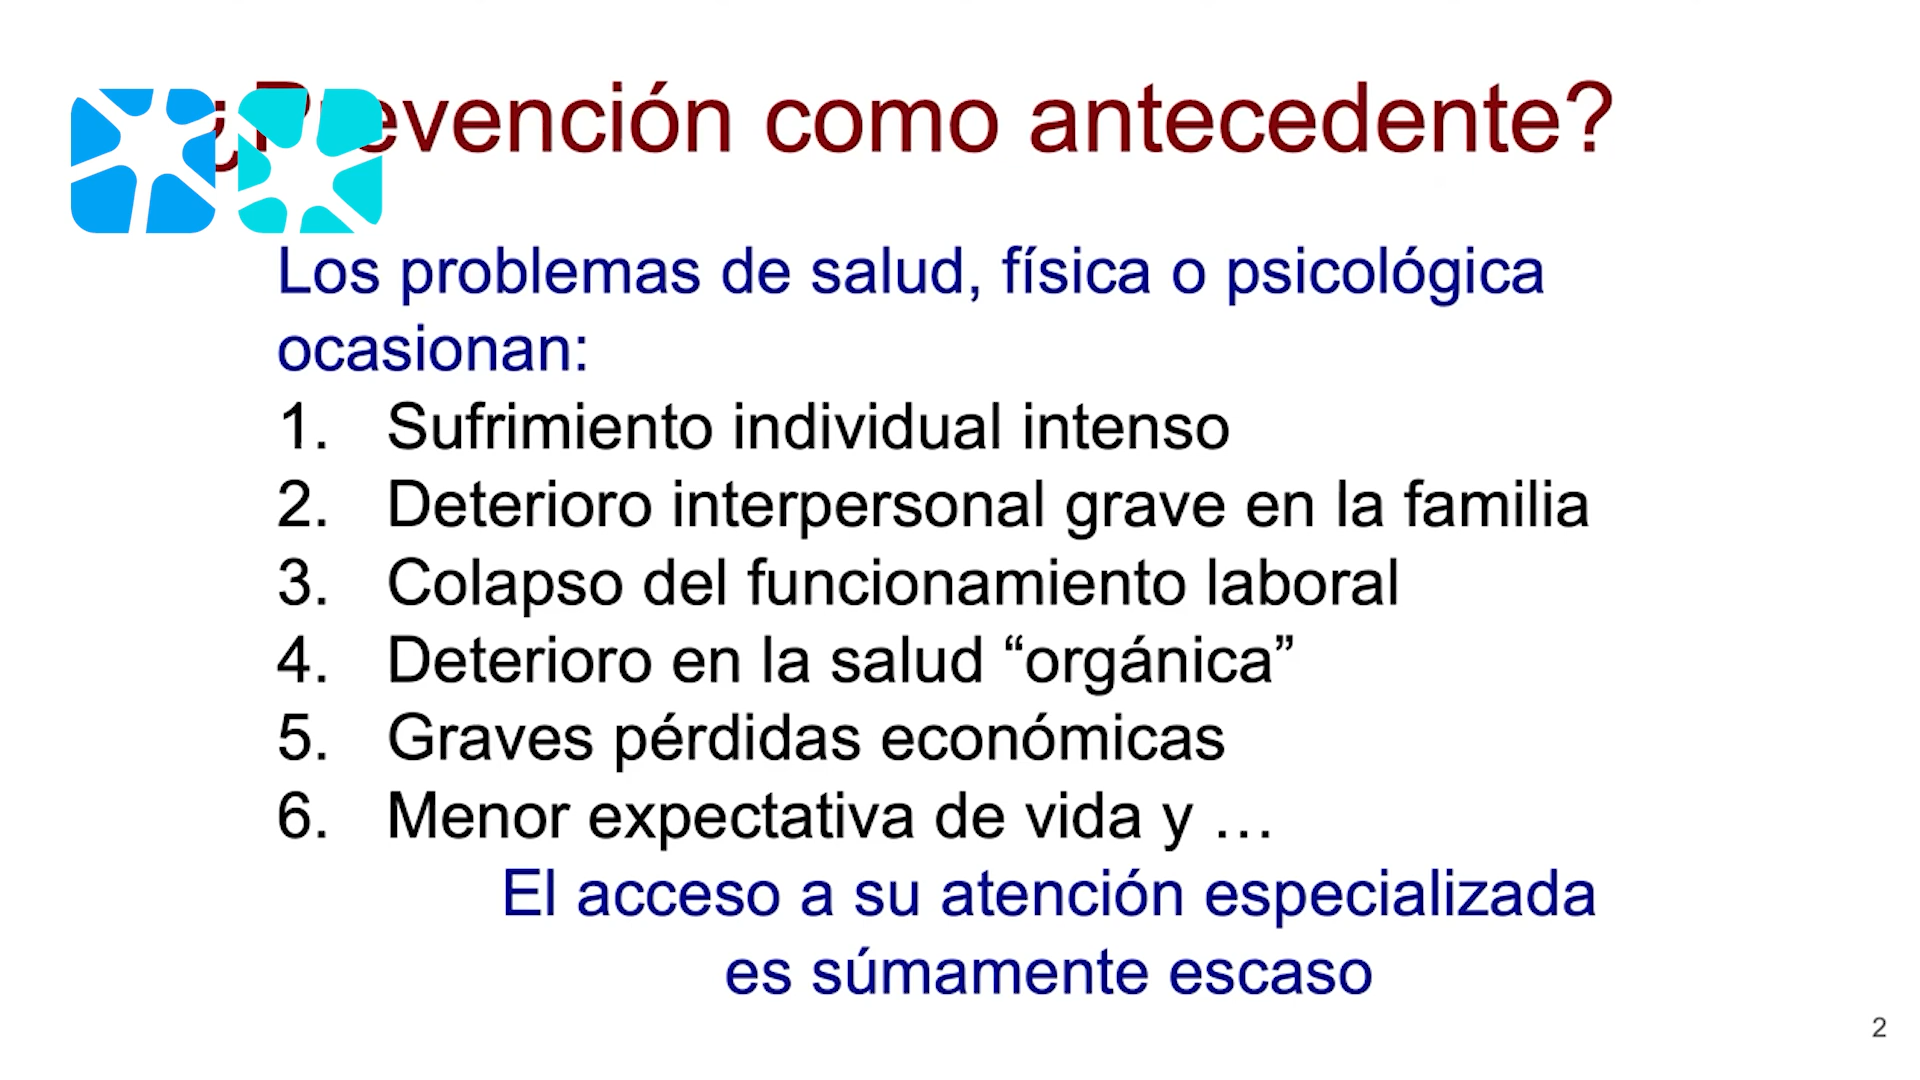 ¿Prevención como antecedente?
Los problemas de salud, física o psicológica
ocasionan:
1. Sufrimiento individual intenso
2. Deterioro interpersonal grave en la familia
3. Colapso del funcionamiento laboral
4. Deterioro en la salud “orgánica”
5. Graves pérdidas económicas
6. Menor expectativa de vida y …
El acceso a su atención especializada
es súmamente escaso
2